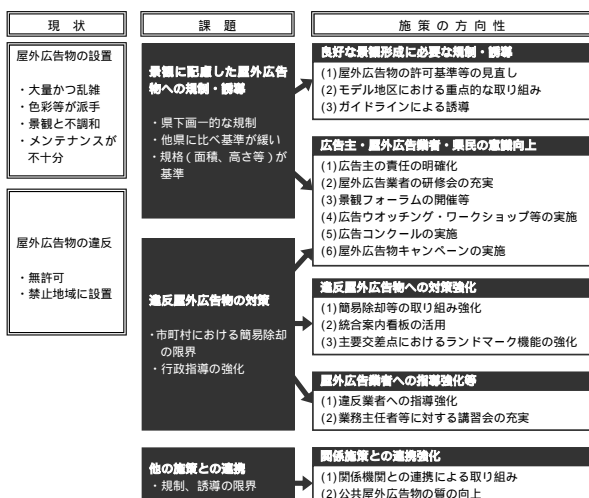 現状
屋外広告物の設置
・大量かつ乱雑
・色彩等が派手
・景観と不調和
・メンテナンスが
不十分
屋外広告物の違反
・無許可
・禁止地域に設置
課題
景観に配慮した屋外広告
物への規制・誘導
・県下画一的な規制
・他県に比べ基準が緩い
・規格(面積、高さ等)が
基準
違反屋外広告物の対策
・市町村における簡易除却
の限界
・行政指導の強化
他の施策との連携
・規制、誘導の限界
施策の方向性
良好な景観形成に必要な規制・誘導
(1)屋外広告物の許可基準等の見直し
(2)モデル地区における重点的な取り組み
(3)ガイドラインによる誘導
広告主・屋外広告業者・県民の意識向上
(1)広告主の責任の明確化
(2)屋外広告業者の研修会の充実
(3)景観フォーラムの開催等
(4)広告ウオッチング・ワークショップ等の実施
(5)広告コンクールの実施
(6)屋外広告物キャンペーンの実施
違反屋外広告物への対策強化
(1)簡易除却等の取り組み強化
(2)統合案内看板の活用
(3)主要交差点におけるランドマーク機能の強化
屋外広告業者への指導強化等
(1)違反業者への指導強化
(2)業務主任者等に対する講習会の充実
関係施策との連携強化
(1)関係機関との連携による取り組み
(2)公共屋外広告物の質の向上